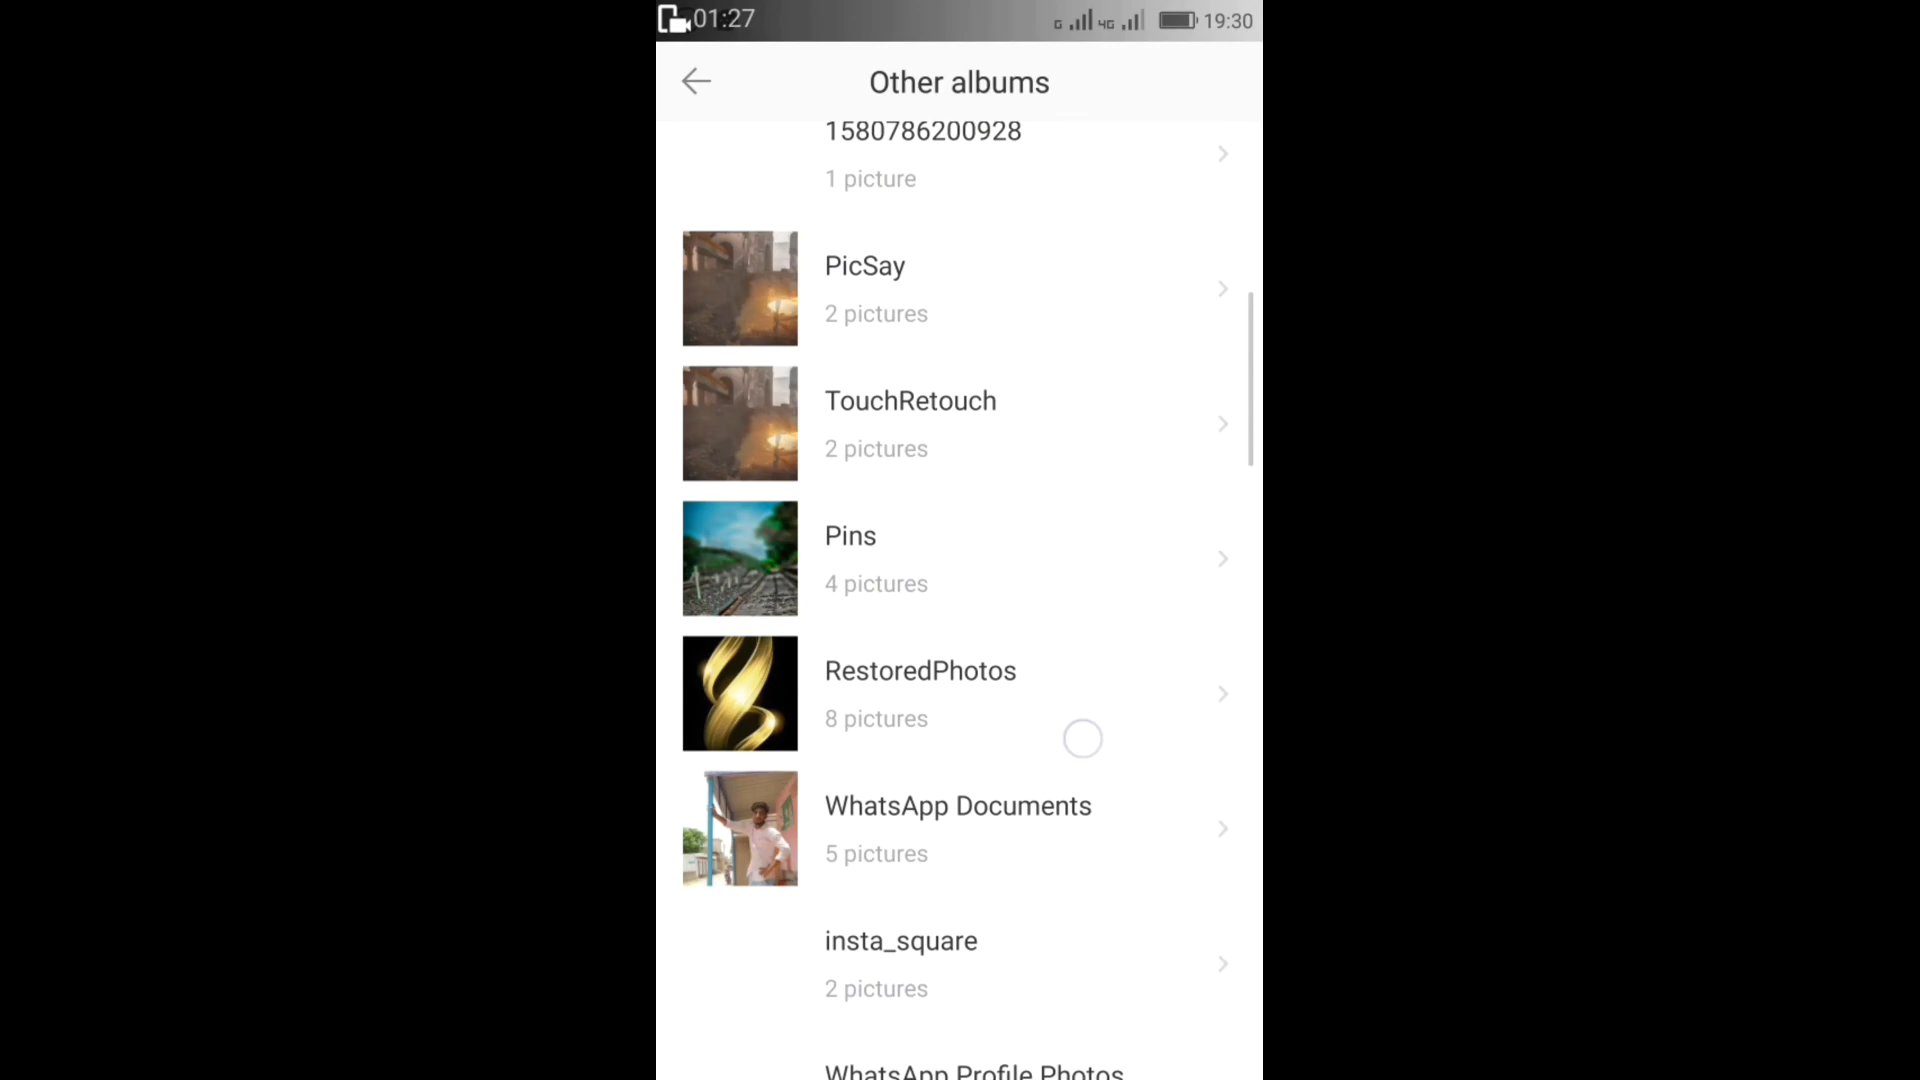 01:27
G 4G 19:30
Other albums
1580786200928
1 picture
PicSay
2 pictures
TouchRetouch
2 pictures
Pins
4 pictures
RestoredPhotos
8 pictures
WhatsApp Documents
5 pictures
insta_square
2 pictures
WhatsApp Profile Photos